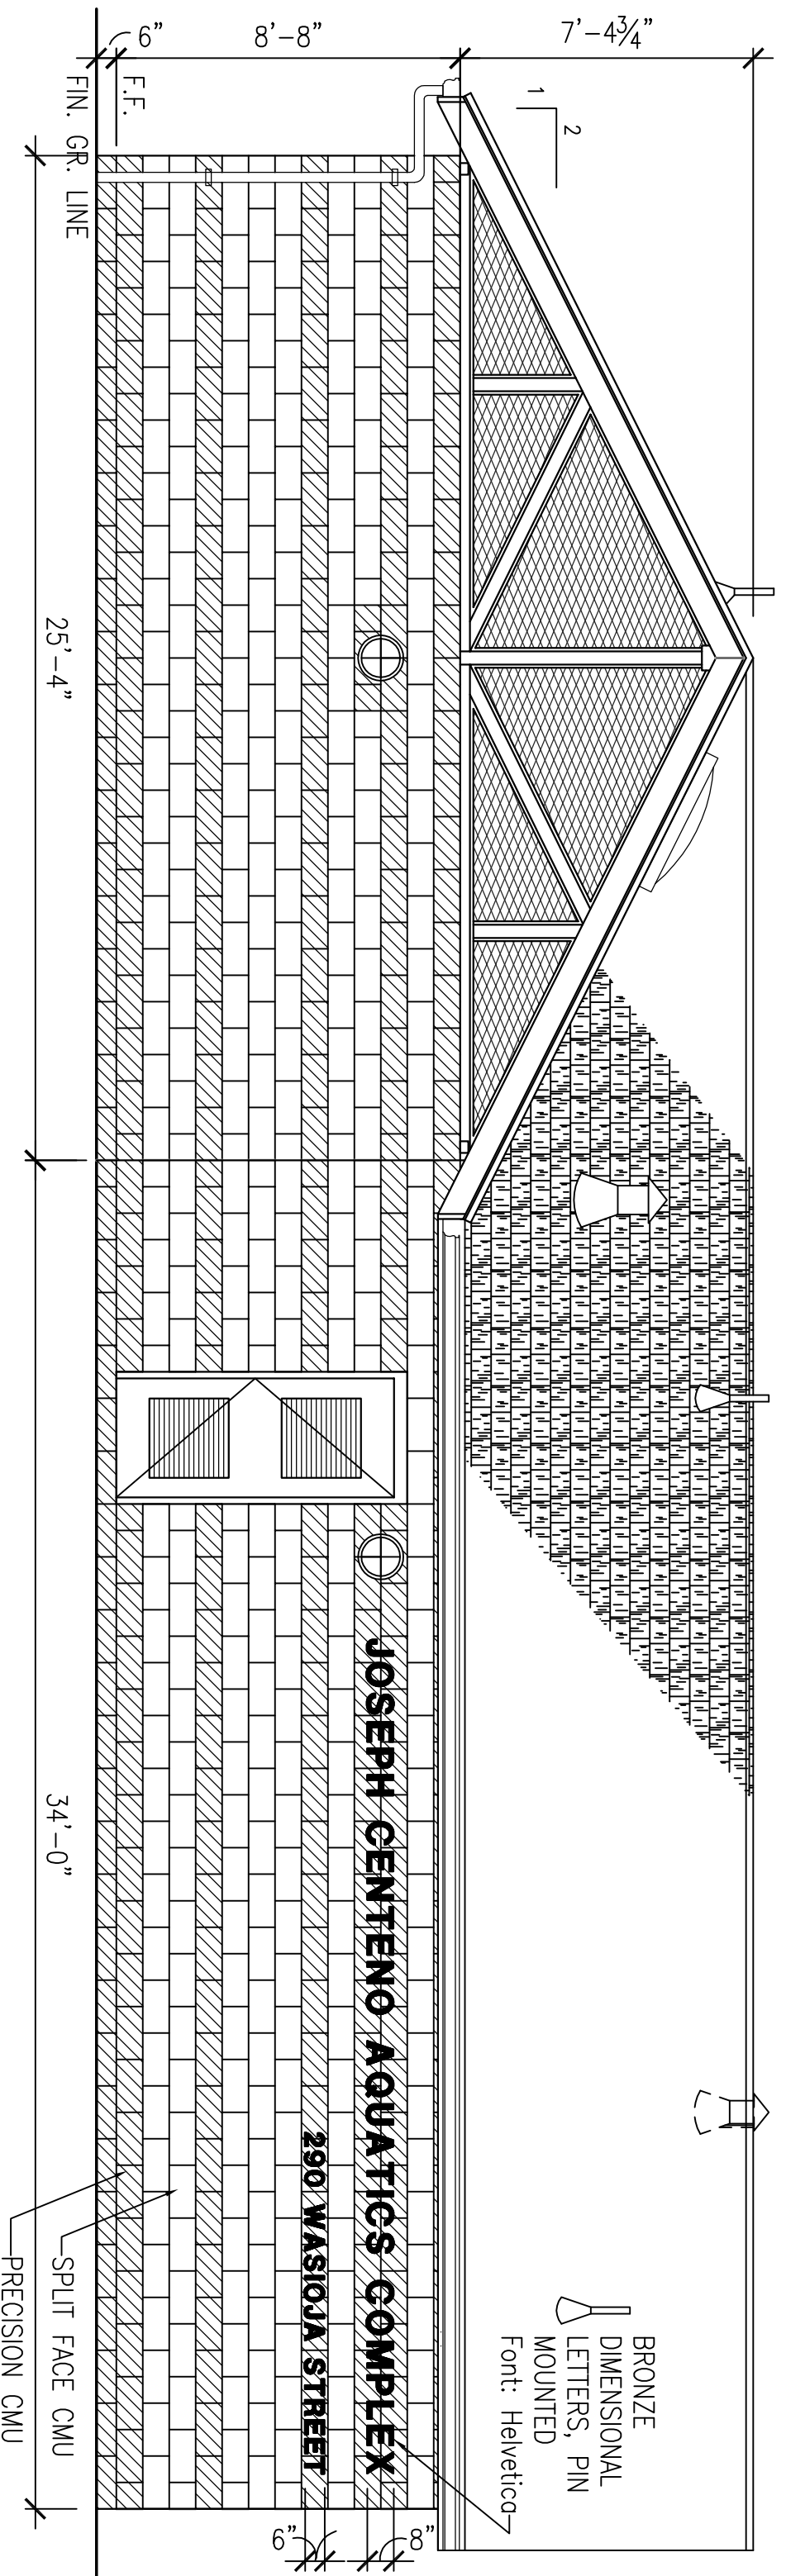 7'-4¾"
8'-8"
6"
1
2
F.F.
FIN. GR. LINE
25'-4"
34'-0"
JOSEPH CENTENO AQUATICS COMPLEX
290 WASIOJA STREET
BRONZE
DIMENSIONAL
LETTERS, PIN
MOUNTED
Font: Helvetica
8"
6"
SPLIT FACE CMU
PRECISION CMU